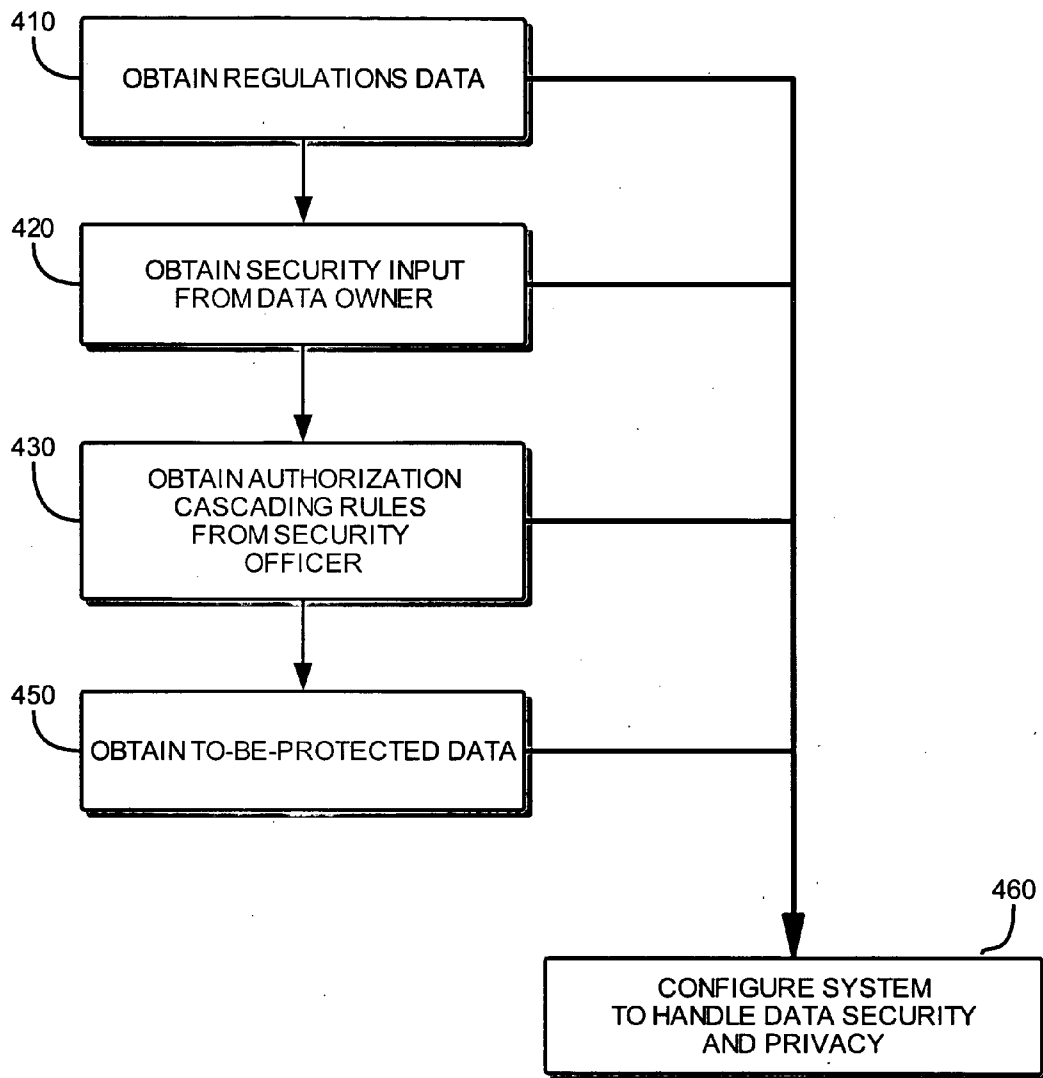 410
OBTAIN REGULATIONS DATA
420
OBTAIN SECURITY INPUT
FROM DATA OWNER
430
OBTAIN AUTHORIZATION
CASCADING RULES
FROM SECURITY
OFFICER
450
OBTAIN TO-BE-PROTECTED DATA
460
CONFIGURE SYSTEM
TO HANDLE DATA SECURITY
AND PRIVACY